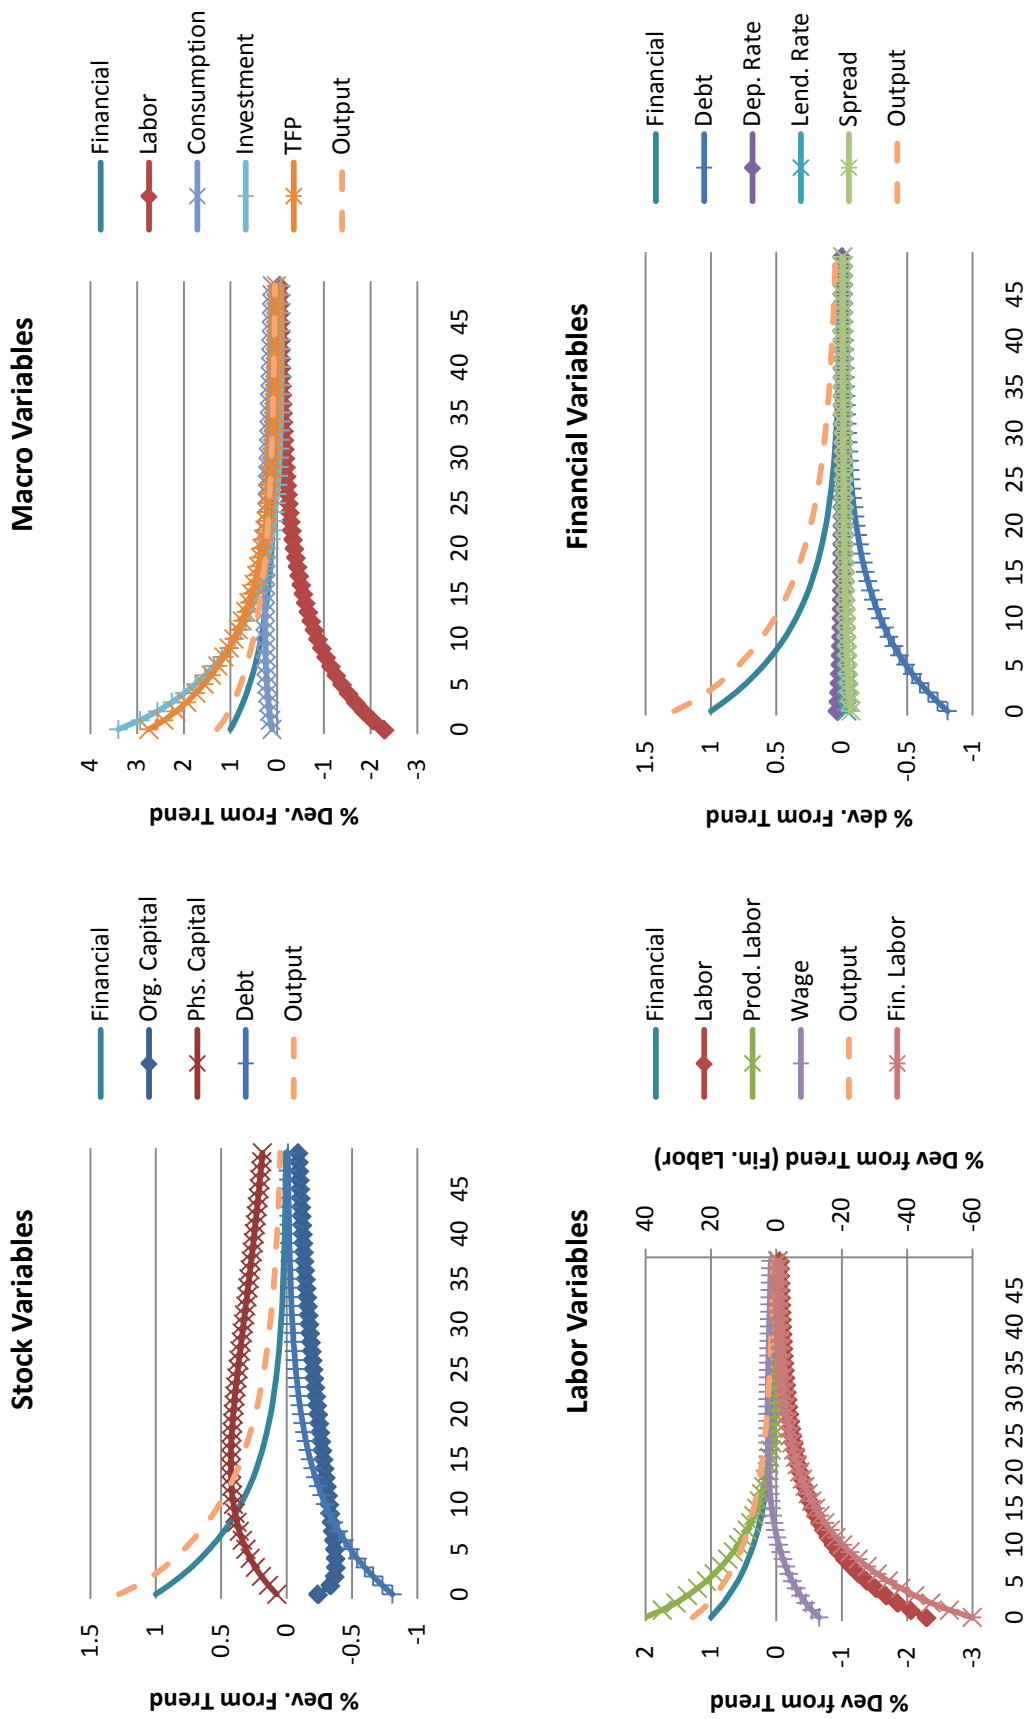 Stock Variables
% Dev. From Trend
1.5
1
0.5
0
-0.5
-1
0
5
10
15
20
25
30
35
40
45
Financial
Org. Capital
Phs. Capital
Debt
Output
Macro Variables
% Dev. From Trend
4
3
2
1
0
-1
-2
-3
0
5
10
15
20
25
30
35
40
45
Financial
Labor
Consumption
Investment
TFP
Output
Labor Variables
% Dev from Trend
2
1
0
-1
-2
-3
0
5
10
15
20
25
30
35
40
45
40
20
0
-20
-40
-60
% Dev from Trend (Fin. Labor)
Financial
Labor
Prod. Labor
Wage
Output
Fin. Labor
Financial Variables
% dev. From Trend
1.5
1
0.5
0
-0.5
-1
0
5
10
15
20
25
30
35
40
45
Financial
Debt
Dep. Rate
Lend. Rate
Spread
Output